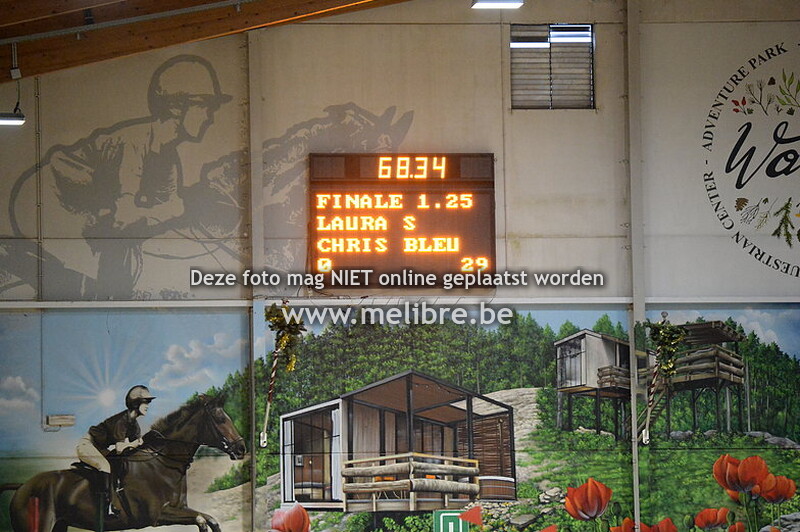 68.34
FINALE 1.25
LAURA S
CHRIS BLEU
0 29
Deze foto mag NIET online geplaatst worden
www.melibre.be
ADVENTURE PARK
EQUESTRIAN CENTER